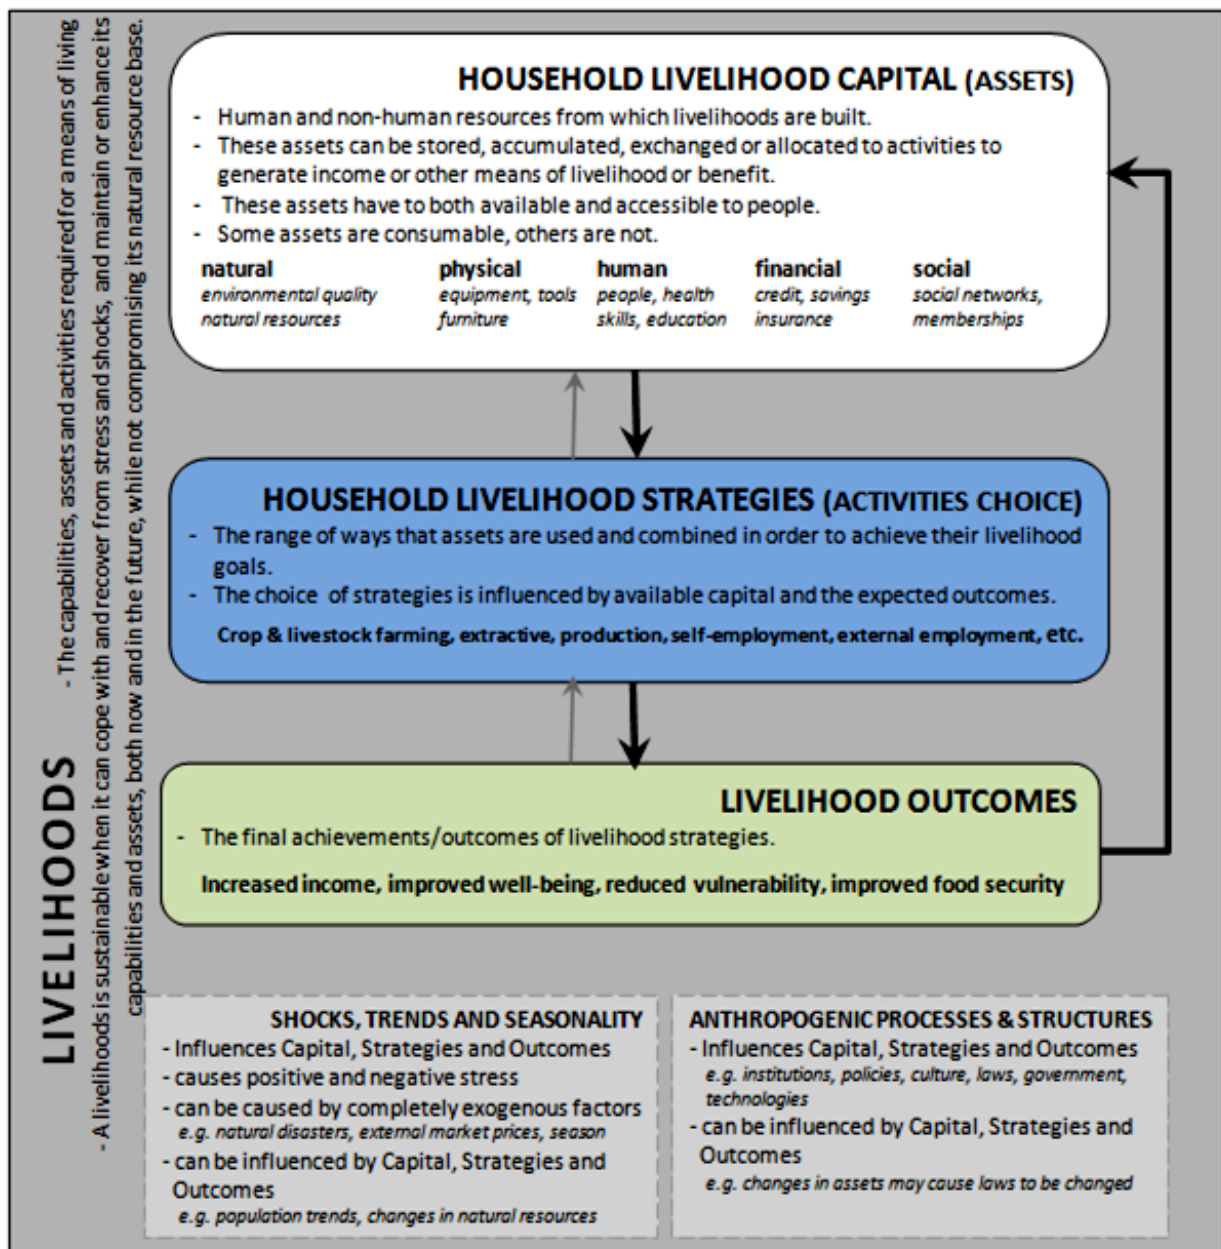 LIVELIHOODS
- The capabilities, assets and activities required for a means of living
- A livelihoods is sustainable when it can cope with and recover from stress and shocks, and maintain or enhance its
capabilities and assets, both now and in the future, while not compromising its natural resource base.
HOUSEHOLD LIVELIHOOD CAPITAL (ASSETS)
- Human and non-human resources from which livelihoods are built.
- These assets can be stored, accumulated, exchanged or allocated to activities to
generate income or other means of livelihood or benefit.
- These assets have to both available and accessible to people.
- Some assets are consumable, others are not.
natural physical human financial social
environmental quality equipment, tools people, health credit, savings social networks,
natural resources furniture skills, education insurance memberships
HOUSEHOLD LIVELIHOOD STRATEGIES (ACTIVITIES CHOICE)
- The range of ways that assets are used and combined in order to achieve their livelihood
goals.
- The choice of strategies is influenced by available capital and the expected outcomes.
Crop & livestock farming, extractive, production, self-employment, external employment, etc.
LIVELIHOOD OUTCOMES
- The final achievements/outcomes of livelihood strategies.
Increased income, improved well-being, reduced vulnerability, improved food security
SHOCKS, TRENDS AND SEASONALITY
- Influences Capital, Strategies and Outcomes
- causes positive and negative stress
- can be caused by completely exogenous factors
e.g. natural disasters, external market prices, season
- can be influenced by Capital, Strategies and
Outcomes
e.g. population trends, changes in natural resources
ANTHROPOGENIC PROCESSES & STRUCTURES
- Influences Capital, Strategies and Outcomes
e.g. institutions, policies, culture, laws, government,
technologies
- can be influenced by Capital, Strategies and
Outcomes
e.g. changes in assets may cause laws to be changed